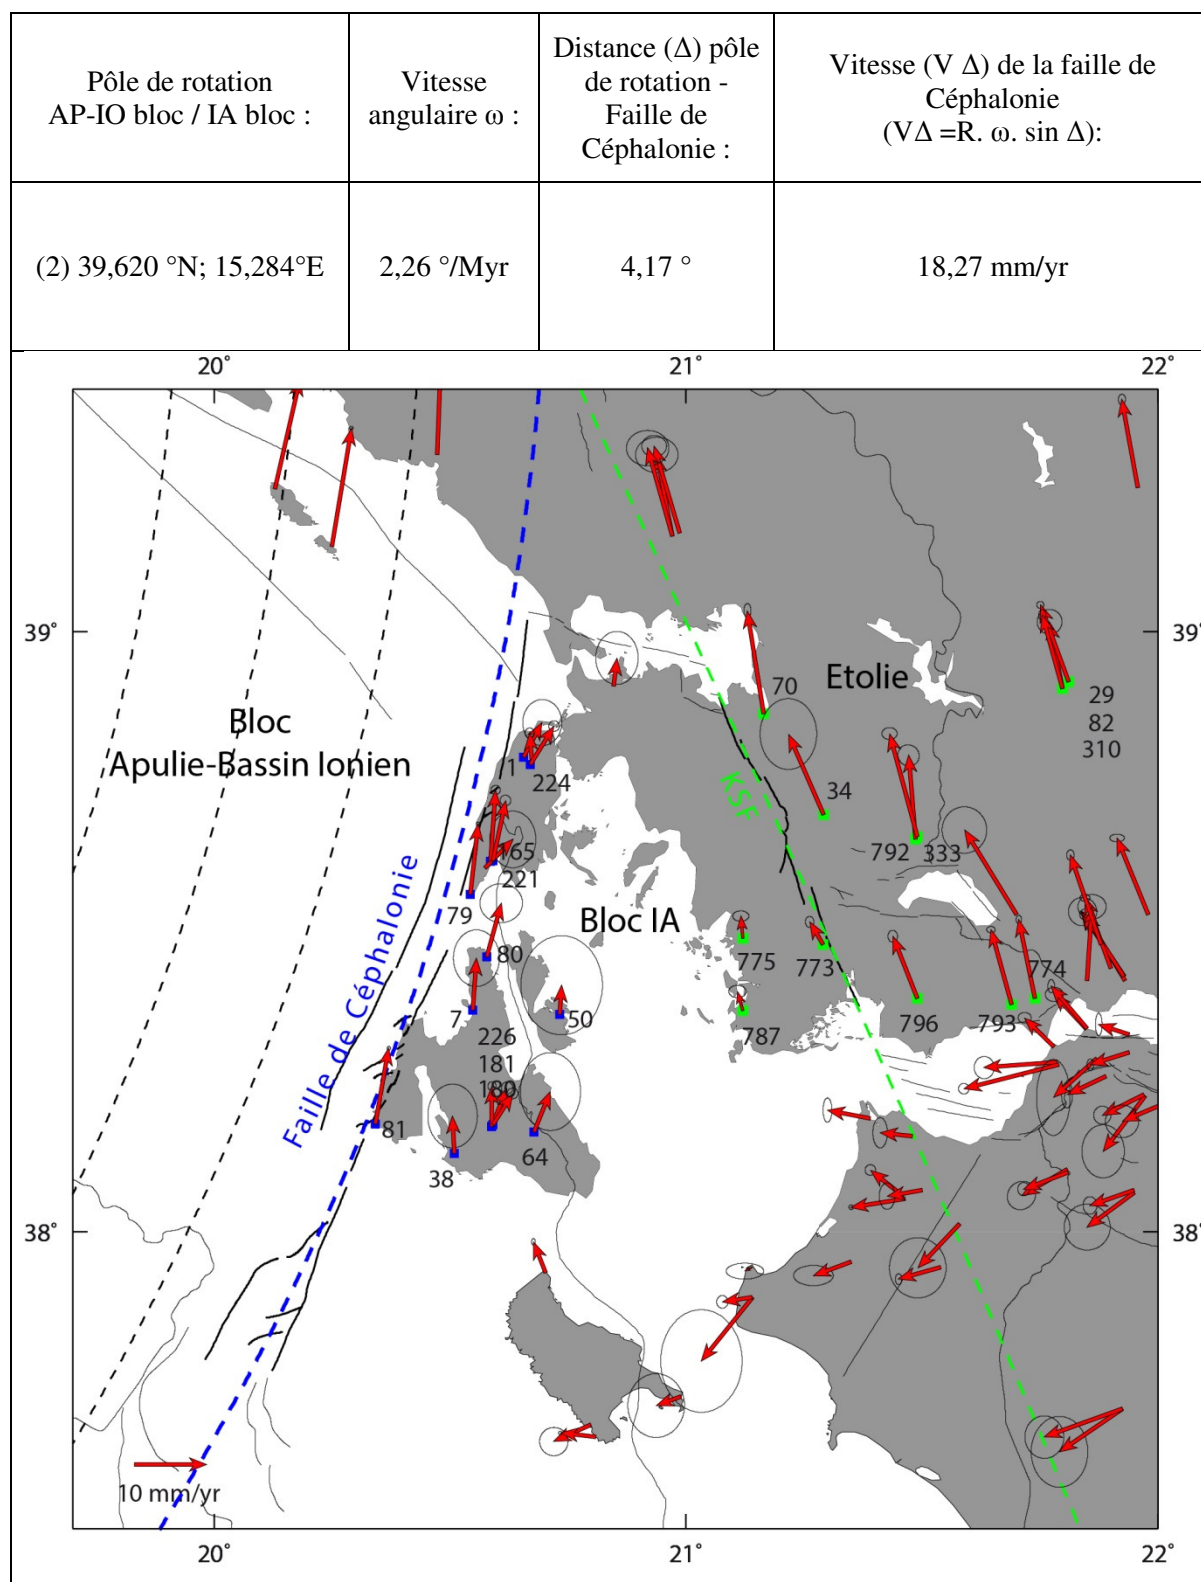 Pôle de rotation
AP-IO bloc / IA bloc :
Vitesse
angulaire ω :
Distance (Δ) pôle
de rotation -
Faille de
Céphalonie :
Vitesse (V Δ) de la faille de
Céphalonie
(VΔ =R. ω. sin Δ):
(2) 39,620 °N; 15,284°E
2,26 °/Myr
4,17 °
18,27 mm/yr
20˚
21˚
22˚
39˚
39˚
Etolie
70
29
82
310
Bloc
Apulie-Bassin Ionien
1
224
KSF
34
165
221
792
333
79
Bloc IA
80
775
773
774
Faille de Céphalonie
7
50
787
796
793
226
181
180
81
38
64
38˚
38˚
10 mm/yr
20˚
21˚
22˚